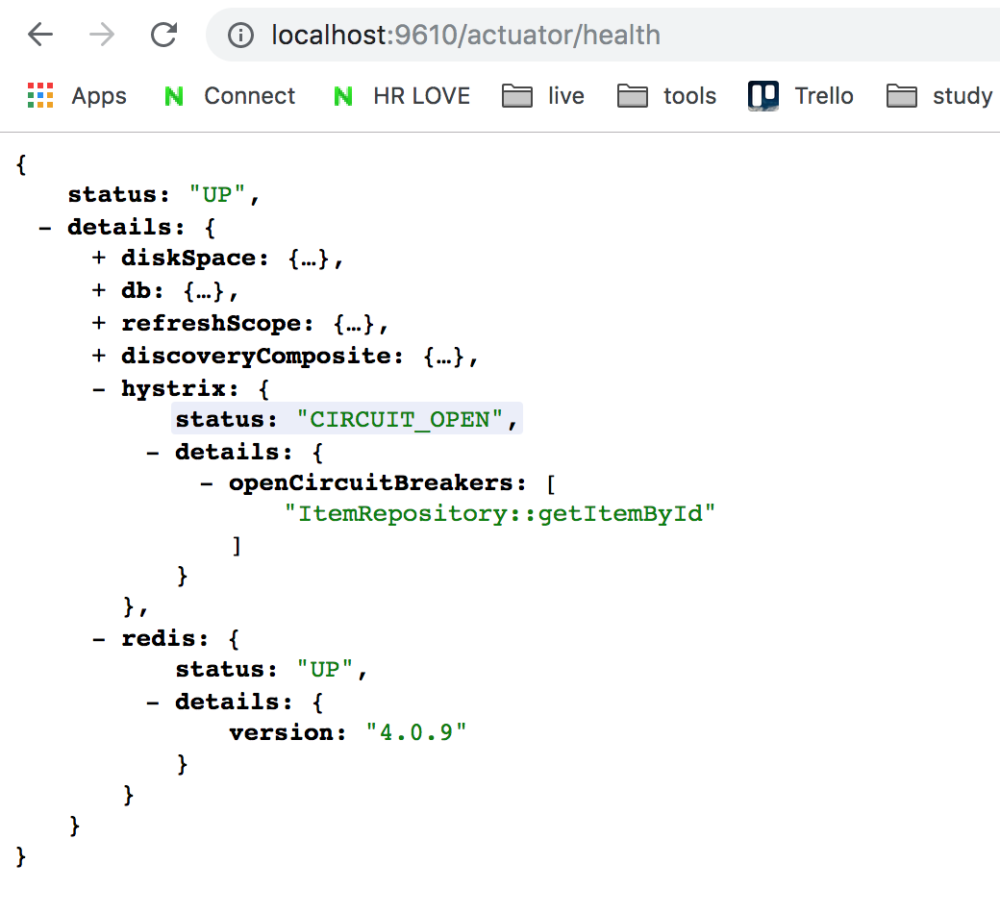 localhost:9610/actuator/health
Apps Connect HR LOVE live tools Trello study
{
status: "UP",
- details: {
+ diskSpace: {…},
+ db: {…},
+ refreshScope: {…},
+ discoveryComposite: {…},
- hystrix: {
status: "CIRCUIT_OPEN",
- details: {
- openCircuitBreakers: [
"ItemRepository::getItemById"
]
}
},
- redis: {
status: "UP",
- details: {
version: "4.0.9"
}
}
}
}